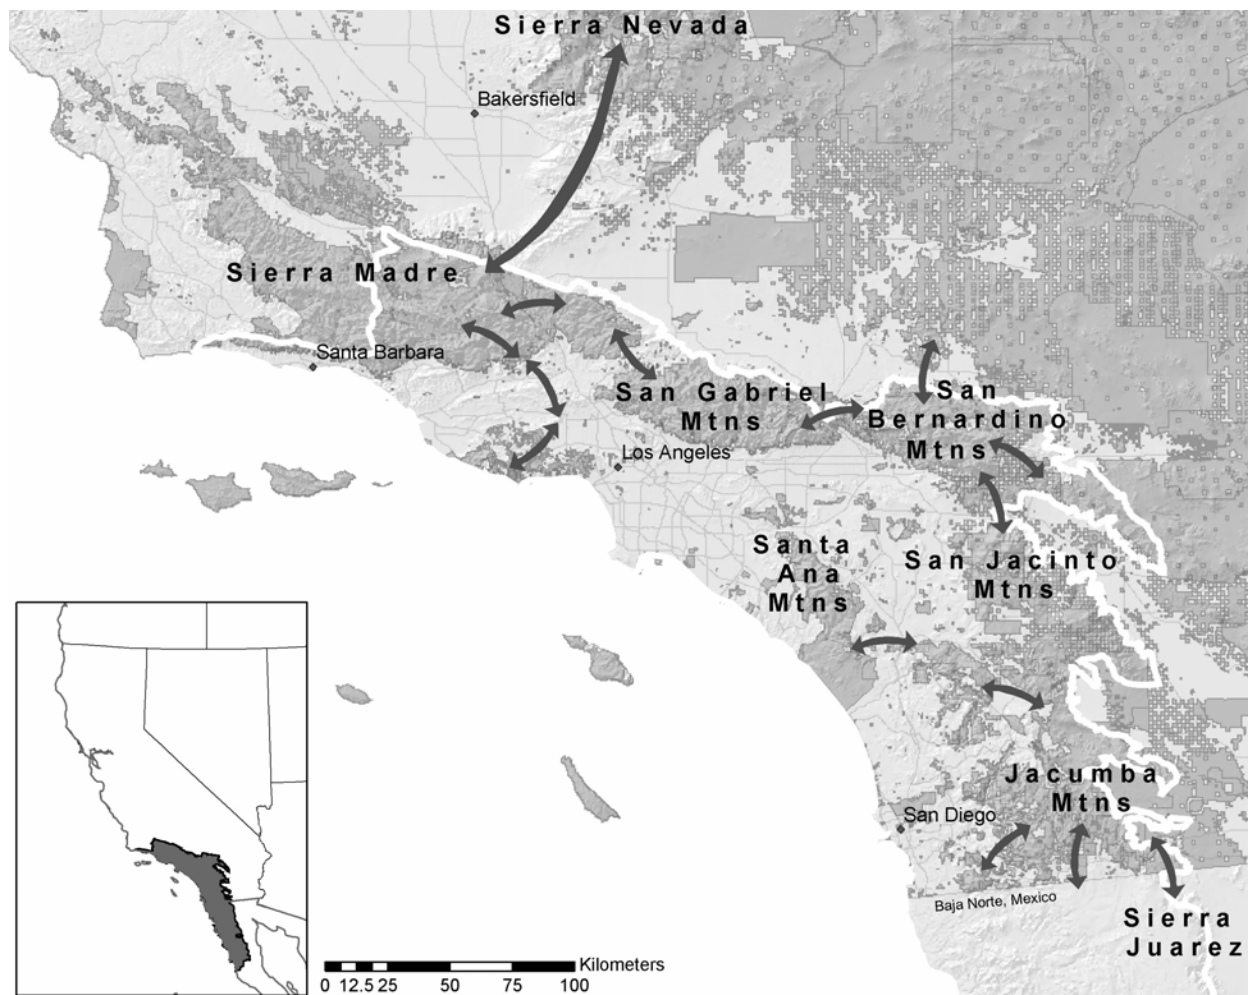 Sierra Nevada
Bakersfield
Sierra Madre
Santa Barbara
San Gabriel
Mtns
San
Bernardino
Mtns
Los Angeles
Santa
Ana
Mtns
San Jacinto
Mtns
Jacumba
Mtns
San Diego
Baja Norte, Mexico
Sierra
Juarez
Kilometers
0 12.5 25 50 75 100